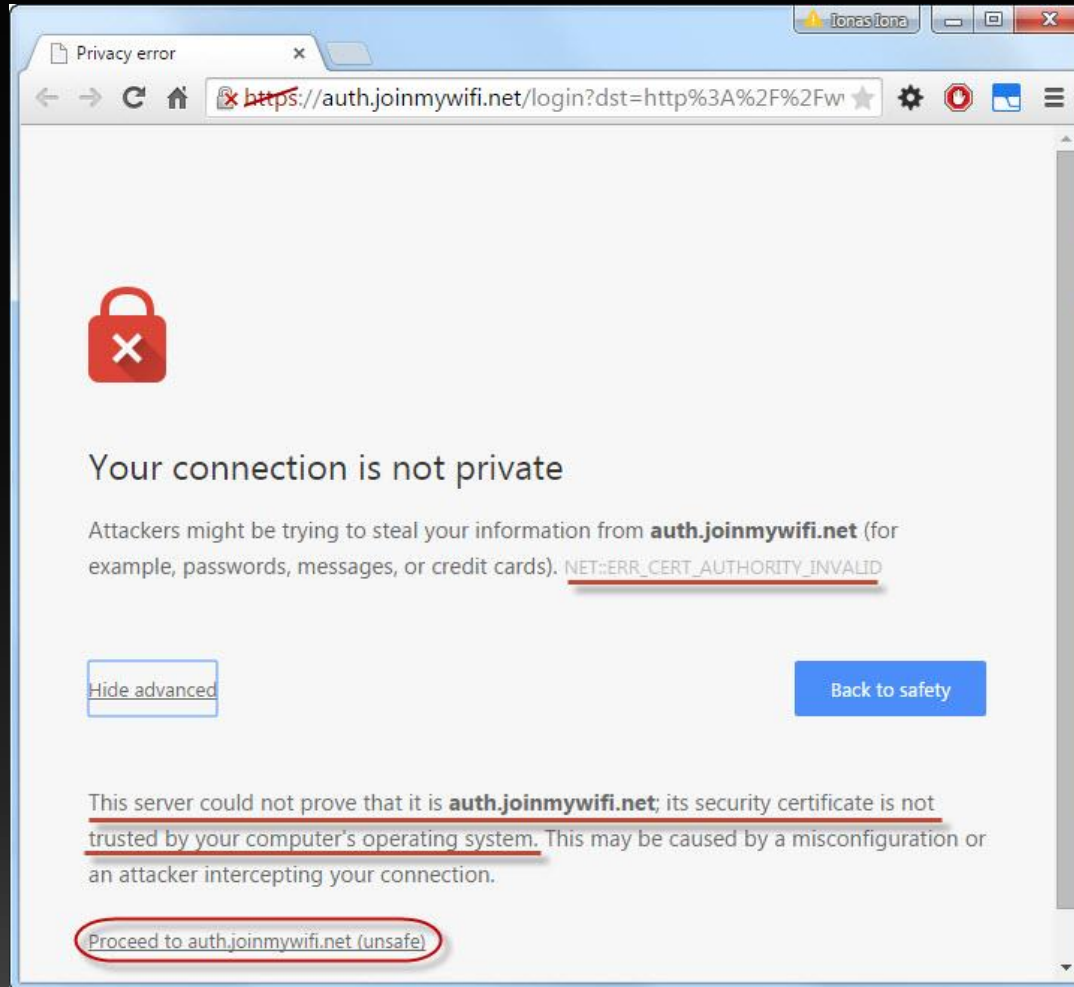 Ionas Iona
Privacy error
https://auth.joinmywifi.net/login?dst=http%3A%2F%2Fw
Your connection is not private
Attackers might be trying to steal your information from auth.joinmywifi.net (for
example, passwords, messages, or credit cards). NET::ERR_CERT_AUTHORITY_INVALID
Hide advanced
Back to safety
This server could not prove that it is auth.joinmywifi.net; its security certificate is not
trusted by your computer's operating system. This may be caused by a misconfiguration or
an attacker intercepting your connection.
Proceed to auth.joinmywifi.net (unsafe)